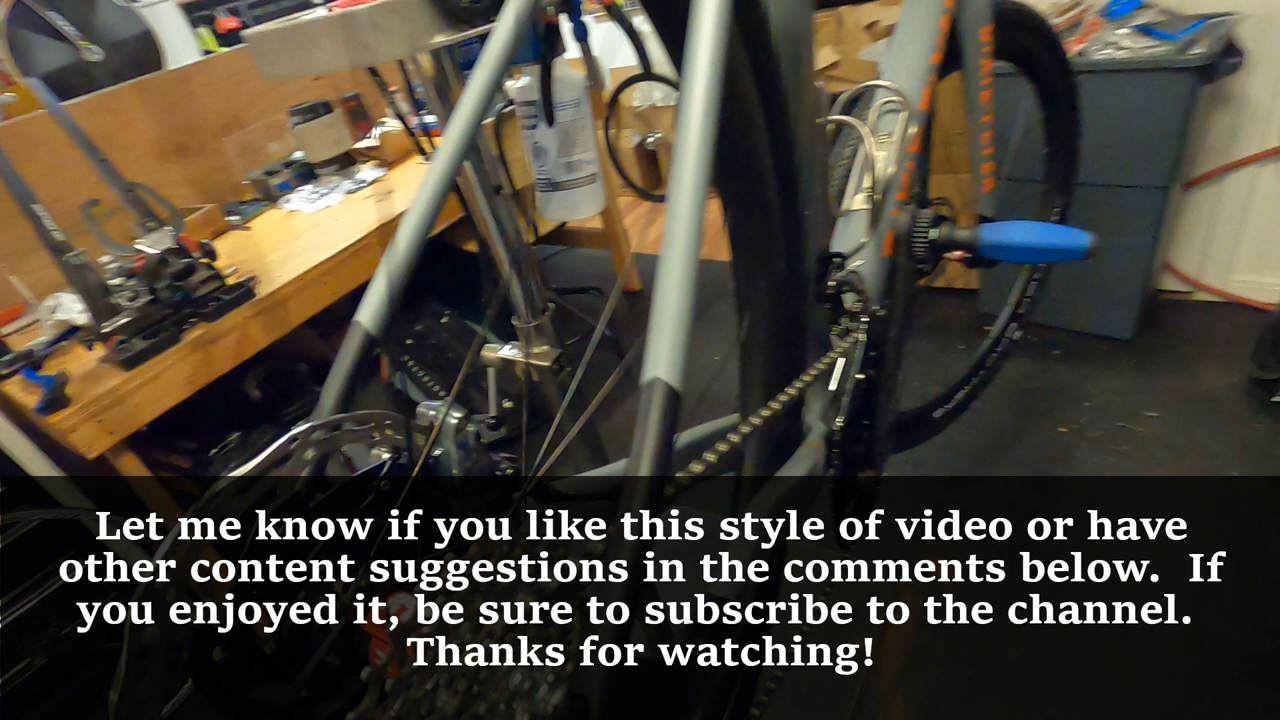 Let me know if you like this style of video or have
other content suggestions in the comments below. If
you enjoyed it, be sure to subscribe to the channel.
Thanks for watching!